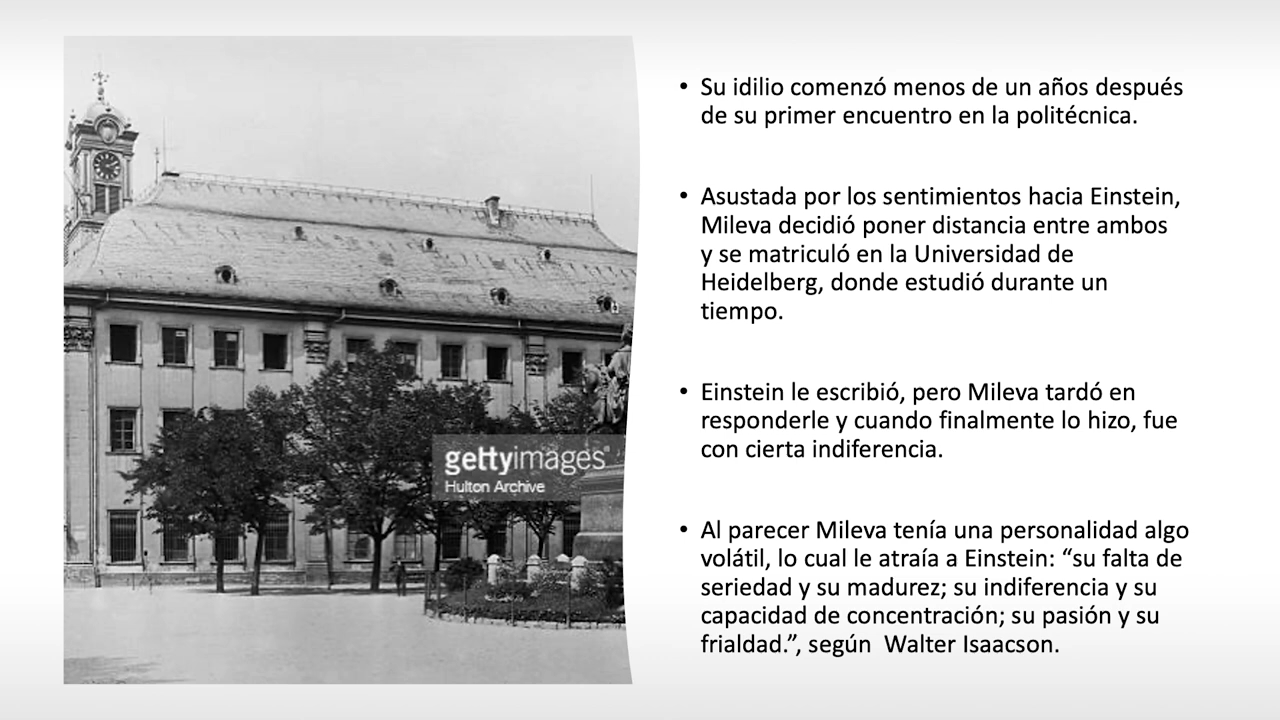 • Su idilio comenzó menos de un años después
de su primer encuentro en la politécnica.
• Asustada por los sentimientos hacia Einstein,
Mileva decidió poner distancia entre ambos
y se matriculó en la Universidad de
Heidelberg, donde estudió durante un
tiempo.
• Einstein le escribió, pero Mileva tardó en
responderle y cuando finalmente lo hizo, fue
con cierta indiferencia.
• Al parecer Mileva tenía una personalidad algo
volátil, lo cual le atraía a Einstein: “su falta de
seriedad y su madurez; su indiferencia y su
capacidad de concentración; su pasión y su
frialdad.”, según  Walter Isaacson.
gettyimages®
Hulton Archive